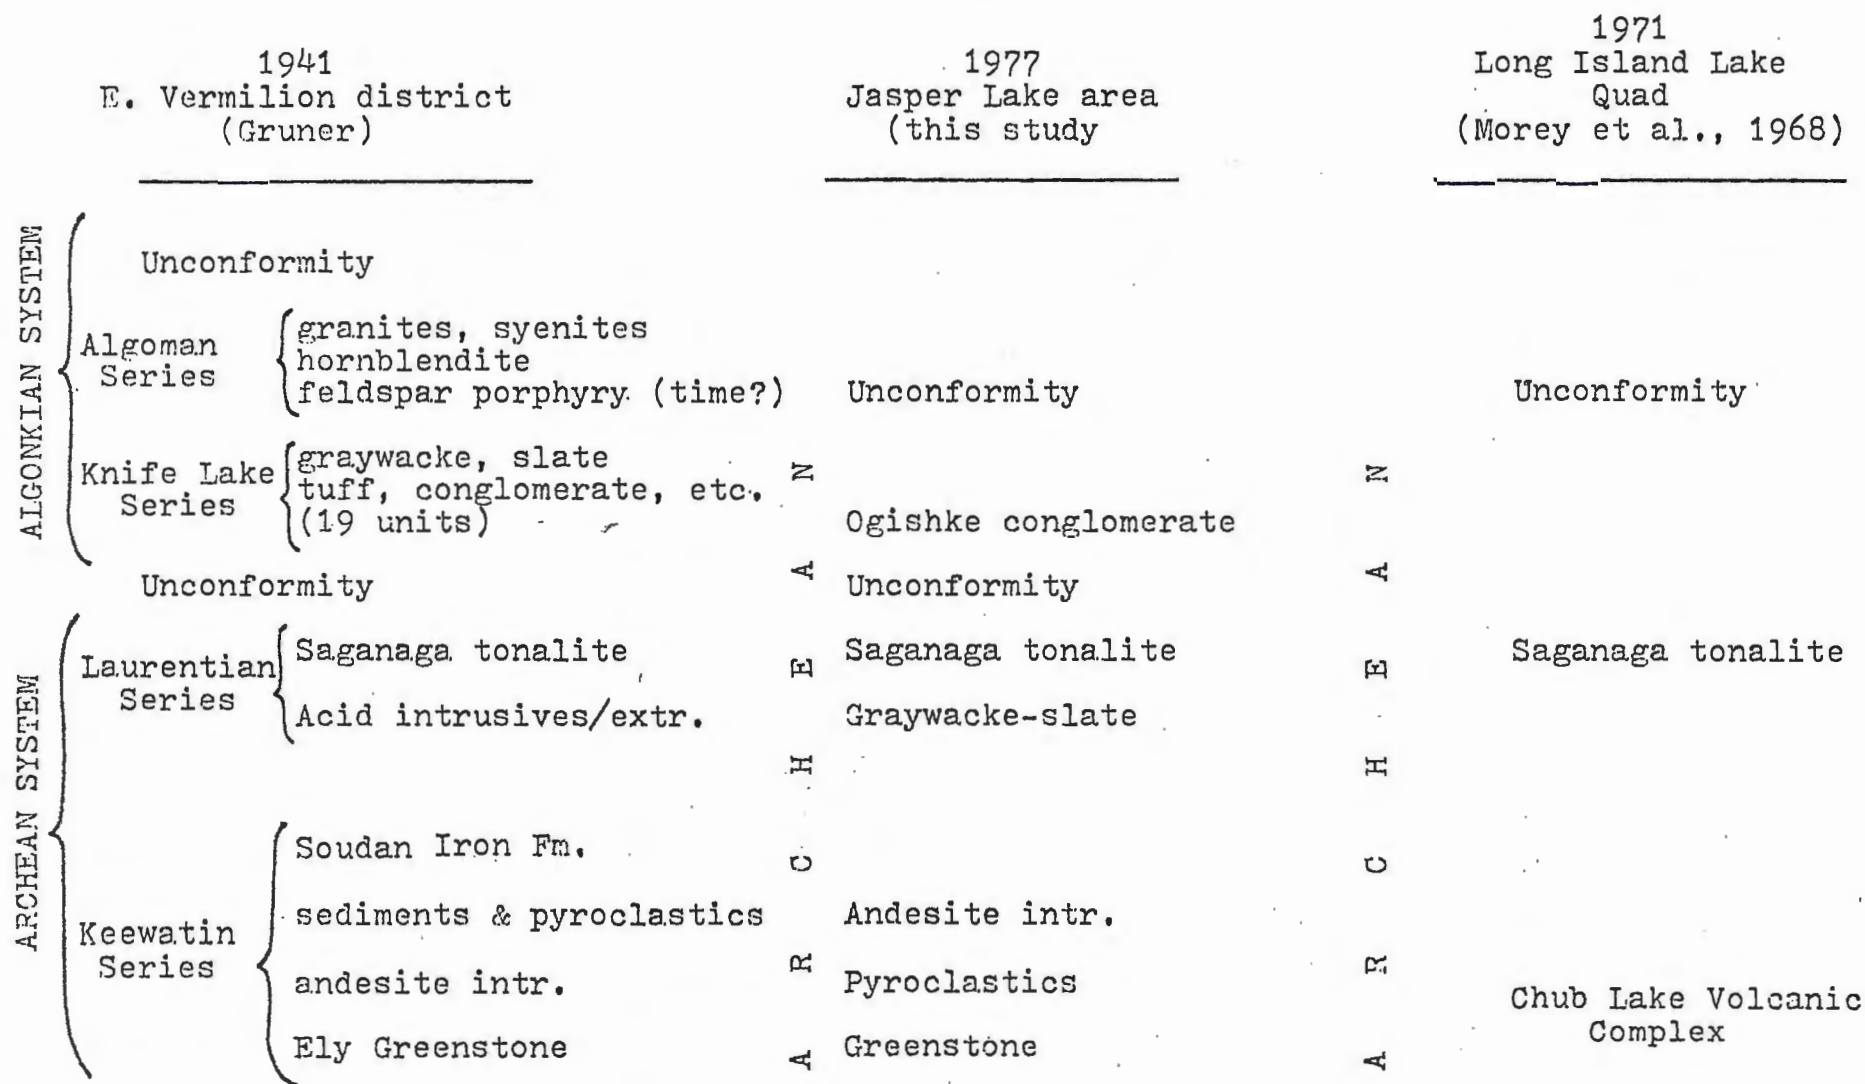 1941
E. Vermilion district
(Gruner)
ALGONKIAN SYSTEM
Unconformity
Algoman
Series
granites, syenites
hornblendite
feldspar porphyry (time?)
Knife Lake
Series
graywacke, slate
tuff, conglomerate, etc.
(19 units)
Unconformity
ARCHEAN SYSTEM
Laurentian
Series
Saganaga tonalite
Acid intrusives/extr.
Keewatin
Series
Soudan Iron Fm.
sediments & pyroclastics
andesite intr.
Ely Greenstone
1977
Jasper Lake area
(this study
A R C H E A N
Unconformity
Ogishke conglomerate
Unconformity
Saganaga tonalite
Graywacke-slate
Andesite intr.
Pyroclastics
Greenstone
1971
Long Island Lake
Quad
(Morey et al., 1968)
A R C H E A N
Unconformity
Saganaga tonalite
Chub Lake Volcanic
Complex